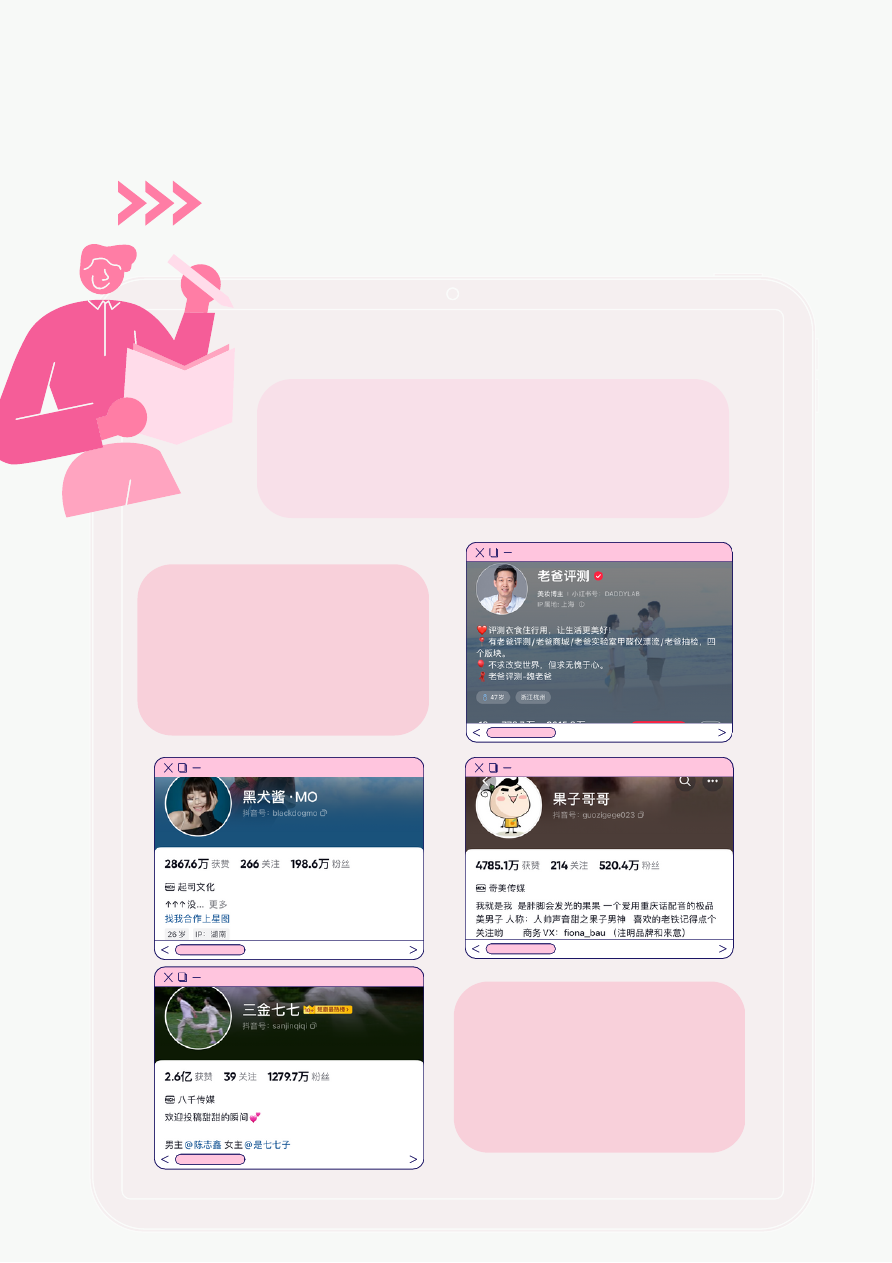 老爸评测
美妆博主 | 小红书号: DADDYLAB
IP属地: 上海
❤️评测衣食住行用，让生活更美好!
📍有老爸评测/老爸商城/老爸实验室甲醛仪漂流/老爸抽检，四
个版块。
🎈不求改变世界，但求无愧于心。
💃老爸评测-魏老爸
47岁 浙江杭州
黑犬酱·MO
抖音号: blackdogmo
2867.6万 获赞 266 关注 198.6万 粉丝
起司文化
↑↑↑没... 更多
找我合作上星图
26岁 IP: 湖南
果子哥哥
抖音号: guozigege023
4785.1万 获赞 214 关注 520.4万 粉丝
奇美传媒
我就是我 是肺脚会发光的果果 一个爱用重庆话配音的极品
美男子 人称: 人帅声音甜之果子男神 喜欢的老铁记得点个
关注哟 商务VX: fiona_bau （注明品牌和来意）
三金七七
抖音号: sanjinqiqi
2.6亿 获赞 39 关注 1279.7万 粉丝
八千传媒
欢迎投稿甜甜的瞬间💕
男主@陈志鑫 女主@是七七子